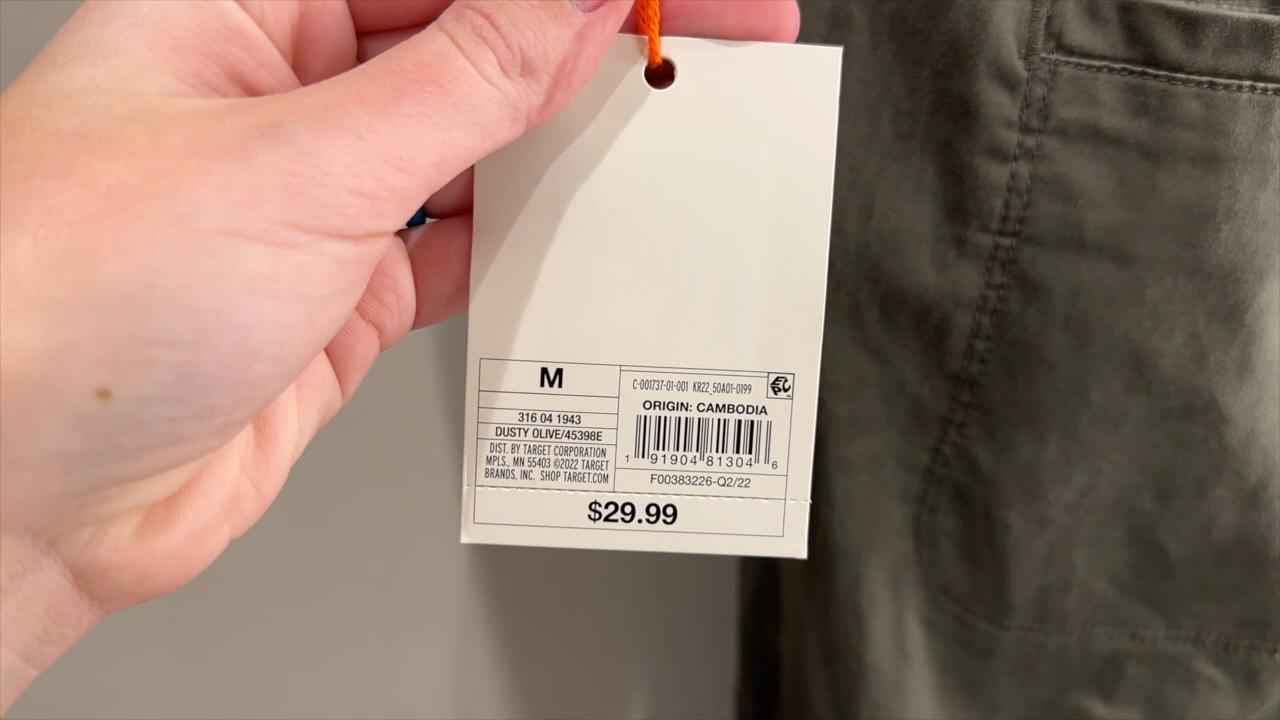 M
316 04 1943
DUSTY OLIVE/45398E
DIST. BY TARGET CORPORATION
MPLS., MN 55403 ©2022 TARGET
BRANDS, INC. SHOP TARGET.COM
C-001737-01-001 KR22_50A01-0199
ORIGIN: CAMBODIA
1 91904 81304 6
F00383226-Q2/22
$29.99